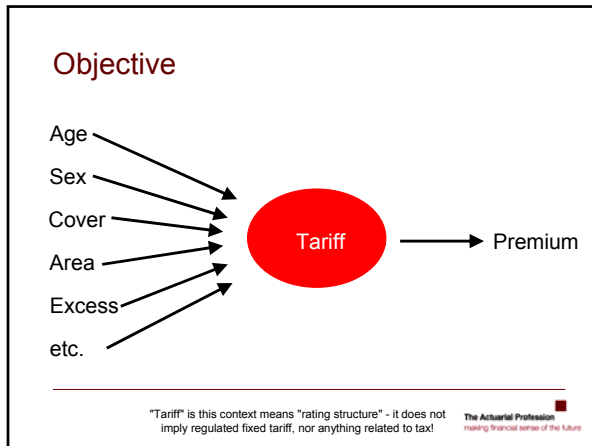 Objective
Age
Sex
Cover
Area
Excess
etc.
Tariff
Premium
"Tariff" is this context means "rating structure" - it does not
imply regulated fixed tariff, nor anything related to tax!
The Actuarial Profession
making financial sense of the future